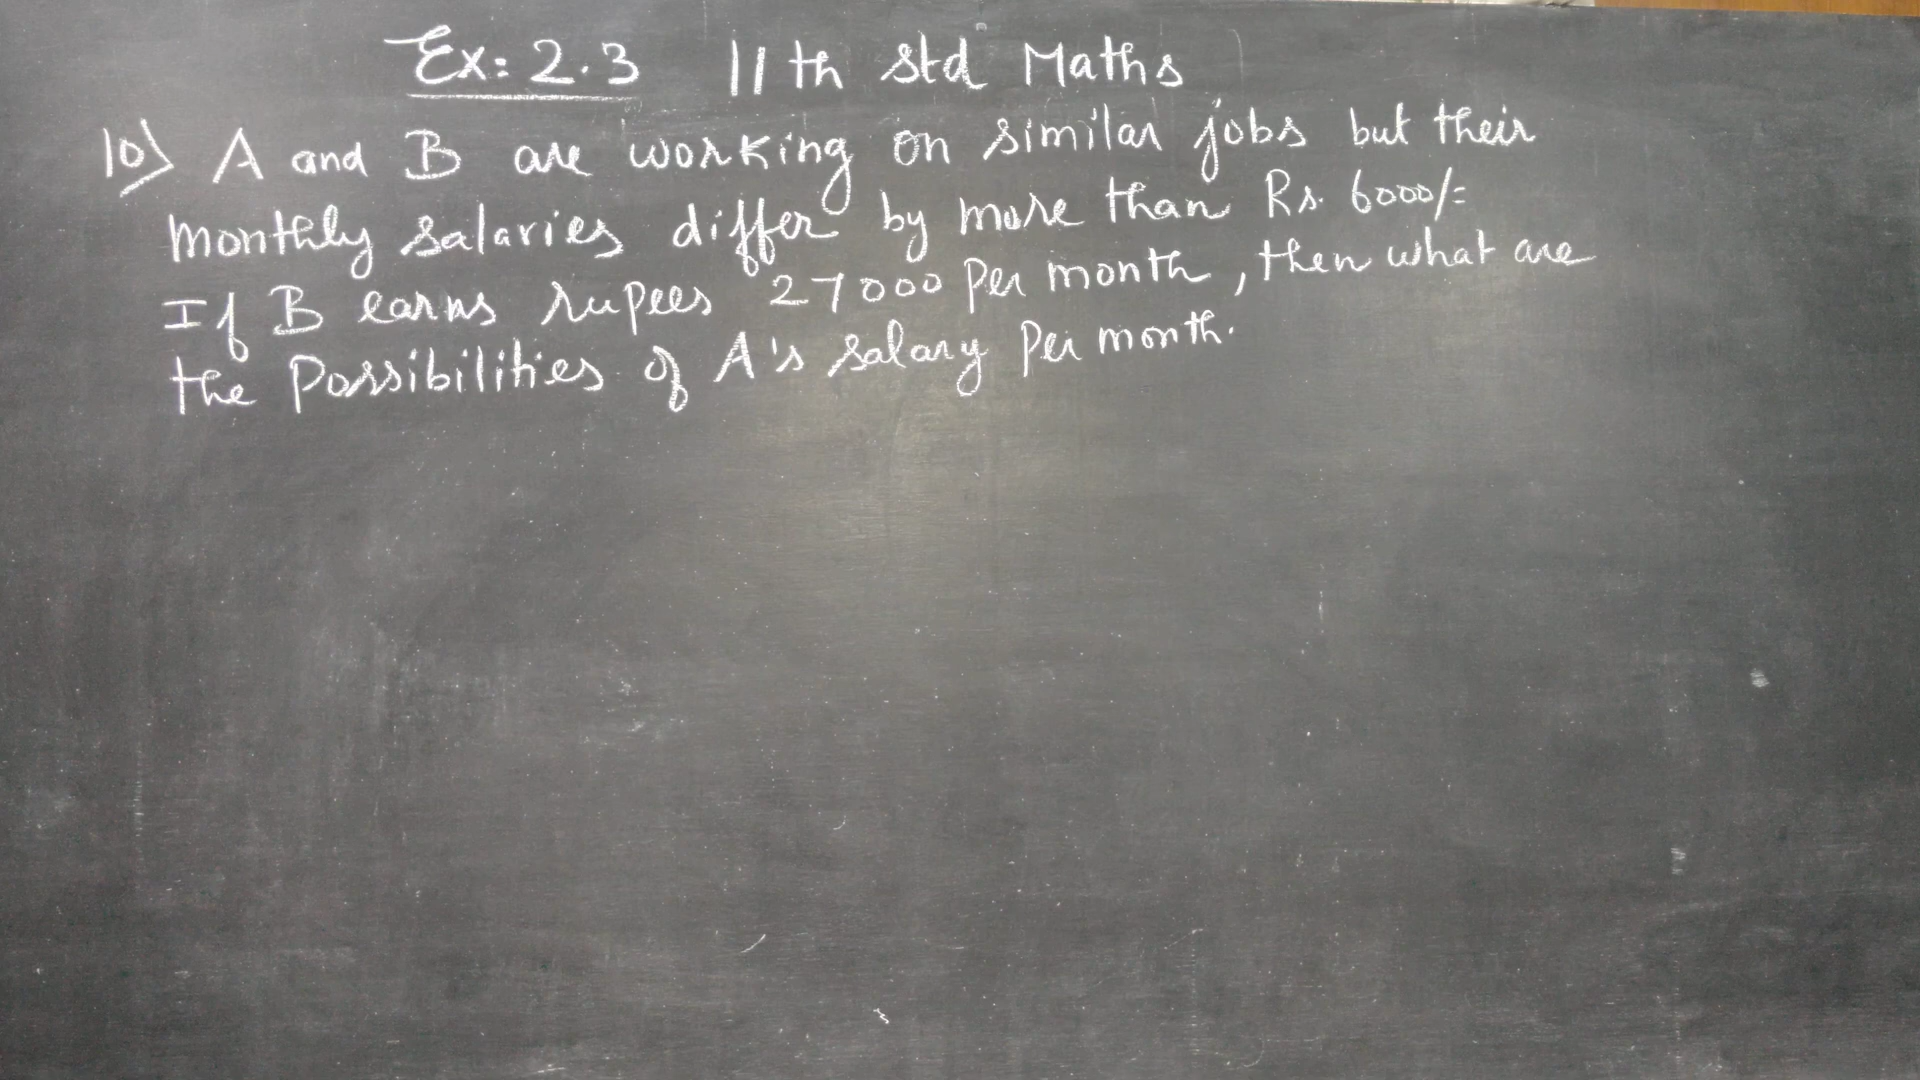 Ex: 2.3 11th std Maths
10) A and B are working on similar jobs but their
monthly salaries differ by more than Rs. 6000/=
If B earns rupees 27000 per month, then what are
the possibilities of A's salary per month.